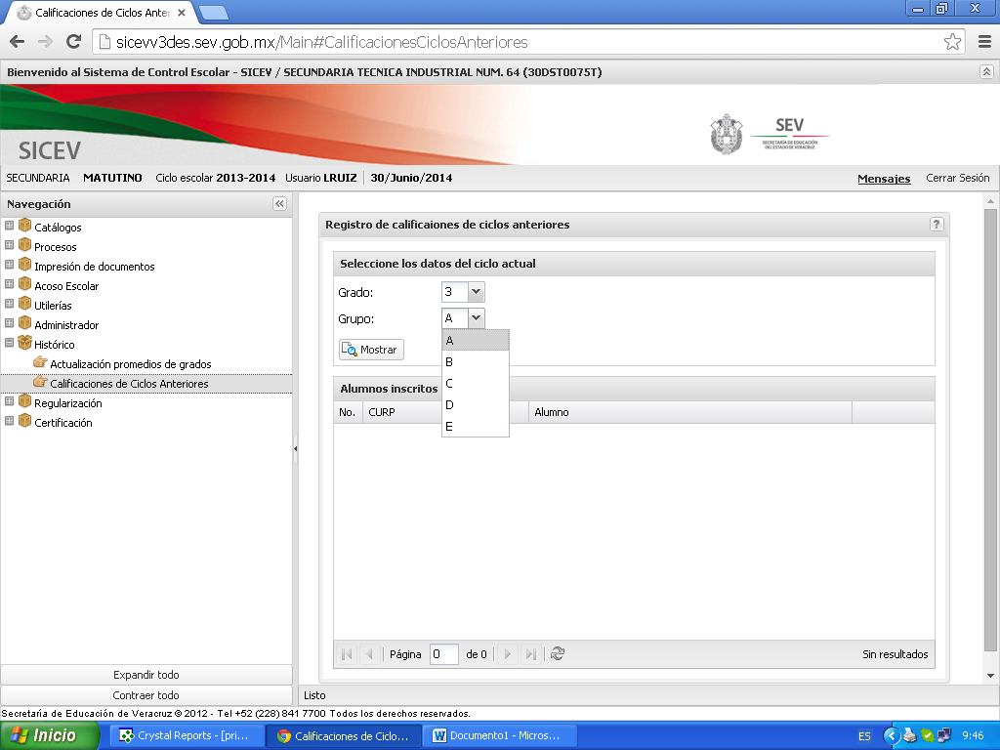 Calificaciones de Ciclos Anter
sicevv3des.sev.gob.mx/Main#CalificacionesCiclosAnteriores
Bienvenido al Sistema de Control Escolar - SICEV / SECUNDARIA TECNICA INDUSTRIAL NUM. 64 (30DST0075T)
SICEV
SEV
SECRETARÍA DE EDUCACIÓN
DEL ESTADO DE VERACRUZ
SECUNDARIA MATUTINO Ciclo escolar 2013-2014 Usuario LRUIZ 30/Junio/2014 Mensajes Cerrar Sesión
Navegación
Catálogos
Procesos
Impresión de documentos
Acoso Escolar
Utilerías
Administrador
Histórico
Actualización promedios de grados
Calificaciones de Ciclos Anteriores
Regularización
Certificación
Expandir todo
Contraer todo
Registro de calificaiones de ciclos anteriores
?
Seleccione los datos del ciclo actual
Grado: 3
Grupo: A
Mostrar
A
B
C
D
E
Alumnos inscritos
No. CURP Alumno
Página 0 de 0 Sin resultados
Listo
Secretaría de Educación de Veracruz © 2012 - Tel +52 (228) 841 7700 Todos los derechos reservados.
Inicio Crystal Reports - [pri... Calificaciones de Ciclo... Documento1 - Micros... ES 9:46